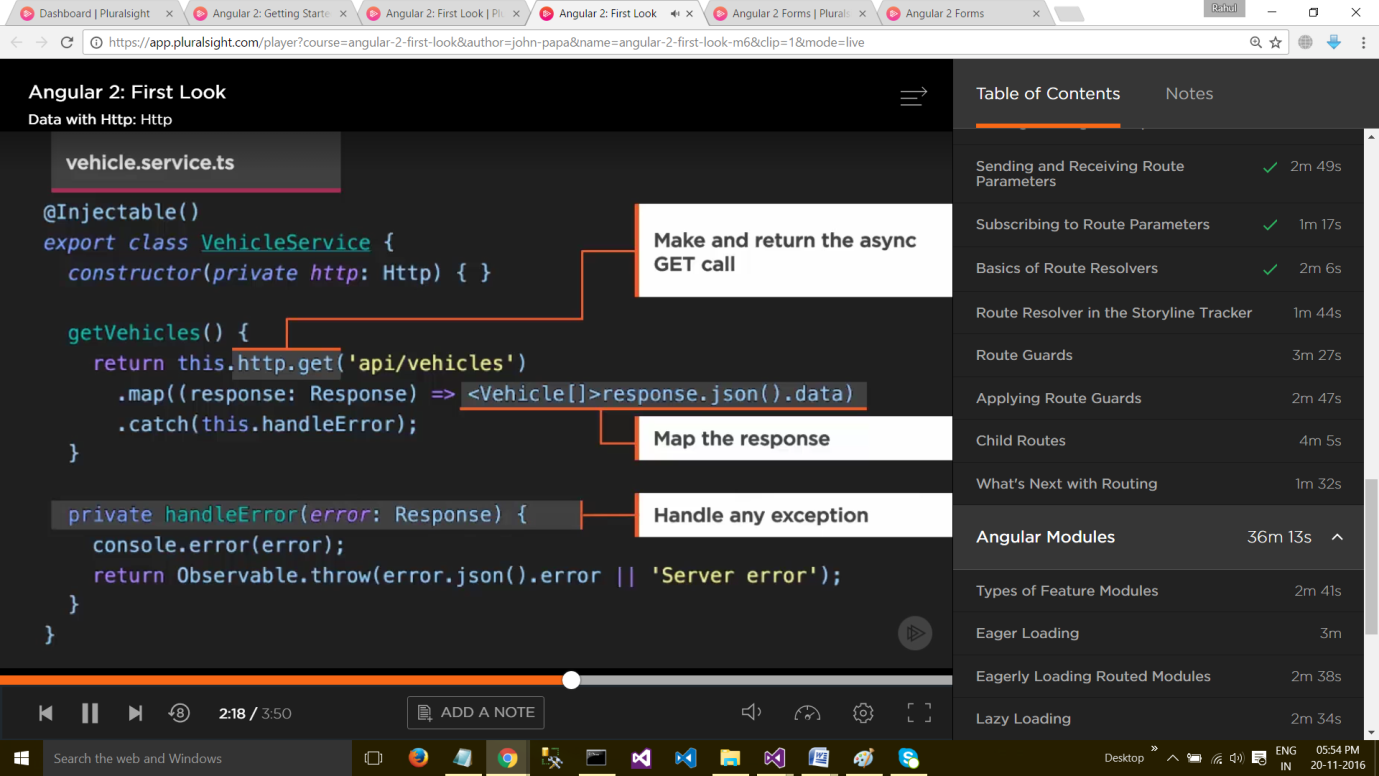 Dashboard | Pluralsight
Angular 2: Getting Starte
Angular 2: First Look | Pl
Angular 2: First Look
Angular 2 Forms | Plurals
Angular 2 Forms
Rahul
https://app.pluralsight.com/player?course=angular-2-first-look&author=john-papa&name=angular-2-first-look-m6&clip=1&mode=live
Angular 2: First Look
Data with Http: Http
vehicle.service.ts
@Injectable()
export class VehicleService {
constructor(private http: Http) { }
getVehicles() {
return this.http.get('api/vehicles')
.map((response: Response) => <Vehicle[]>response.json().data)
.catch(this.handleError);
}
private handleError(error: Response) {
console.error(error);
return Observable.throw(error.json().error || 'Server error');
}
}
Make and return the async
GET call
Map the response
Handle any exception
8
2:18 / 3:50
ADD A NOTE
Table of Contents
Notes
Sending and Receiving Route
Parameters
2m 49s
Subscribing to Route Parameters
1m 17s
Basics of Route Resolvers
2m 6s
Route Resolver in the Storyline Tracker
1m 44s
Route Guards
3m 27s
Applying Route Guards
2m 47s
Child Routes
4m 5s
What's Next with Routing
1m 32s
Angular Modules
36m 13s
Types of Feature Modules
2m 41s
Eager Loading
3m
Eagerly Loading Routed Modules
2m 38s
Lazy Loading
2m 34s
Search the web and Windows
Desktop
ENG
IN
05:54 PM
20-11-2016